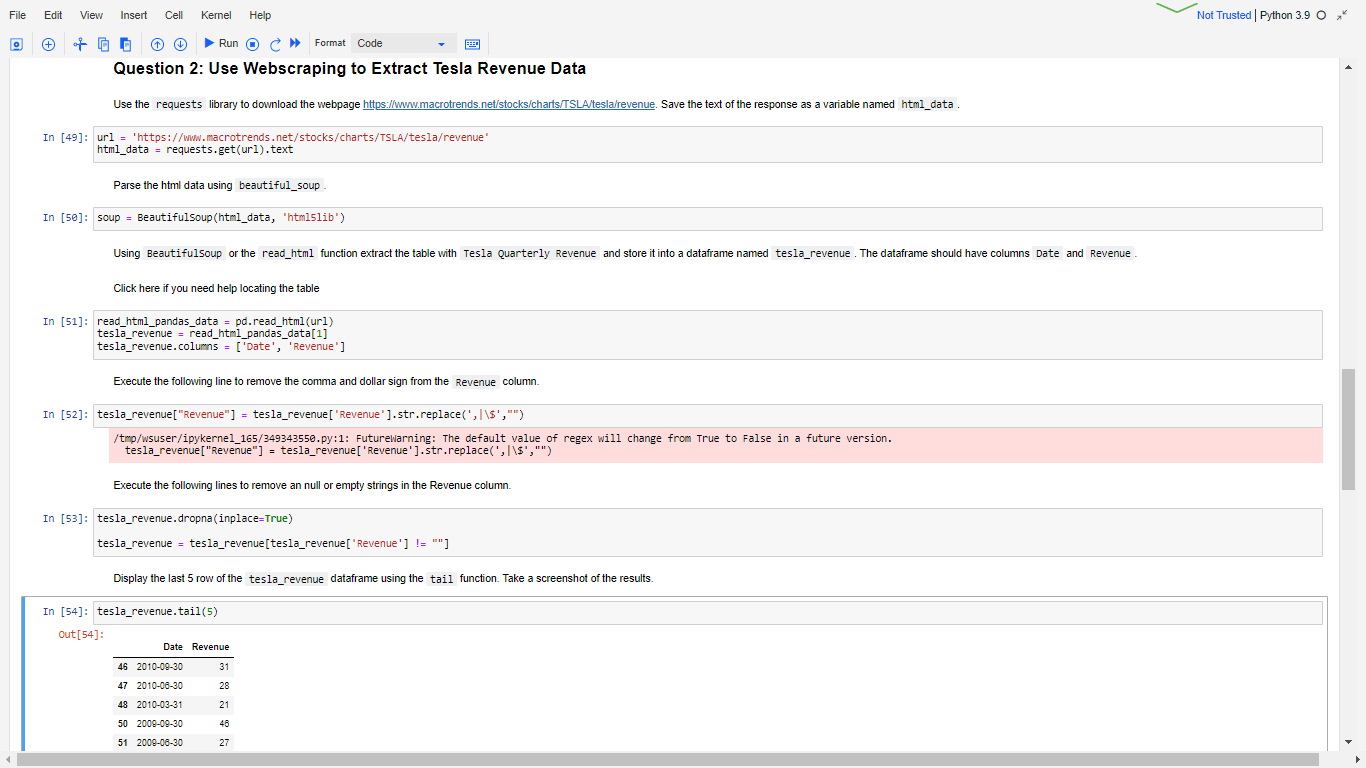 File Edit View Insert Cell Kernel Help Not Trusted | Python 3.9
Run Format Code
Question 2: Use Webscraping to Extract Tesla Revenue Data
Use the requests library to download the webpage https://www.macrotrends.net/stocks/charts/TSLA/tesla/revenue. Save the text of the response as a variable named html_data .
In [49]: url = 'https://www.macrotrends.net/stocks/charts/TSLA/tesla/revenue'
html_data = requests.get(url).text
Parse the html data using beautiful_soup .
In [50]: soup = BeautifulSoup(html_data, 'html5lib')
Using BeautifulSoup or the read_html function extract the table with Tesla Quarterly Revenue and store it into a dataframe named tesla_revenue . The dataframe should have columns Date and Revenue .
Click here if you need help locating the table
In [51]: read_html_pandas_data = pd.read_html(url)
tesla_revenue = read_html_pandas_data[1]
tesla_revenue.columns = ['Date', 'Revenue']
Execute the following line to remove the comma and dollar sign from the Revenue column.
In [52]: tesla_revenue["Revenue"] = tesla_revenue['Revenue'].str.replace(',|\$',"")
/tmp/wsuser/ipykernel_165/349343550.py:1: FutureWarning: The default value of regex will change from True to False in a future version.
tesla_revenue["Revenue"] = tesla_revenue['Revenue'].str.replace(',|\$',"")
Execute the following lines to remove an null or empty strings in the Revenue column.
In [53]: tesla_revenue.dropna(inplace=True)
tesla_revenue = tesla_revenue[tesla_revenue['Revenue'] != ""]
Display the last 5 row of the tesla_revenue dataframe using the tail function. Take a screenshot of the results.
In [54]: tesla_revenue.tail(5)
Out[54]:
Date Revenue
46 2010-09-30 31
47 2010-06-30 28
48 2010-03-31 21
50 2009-09-30 46
51 2009-06-30 27